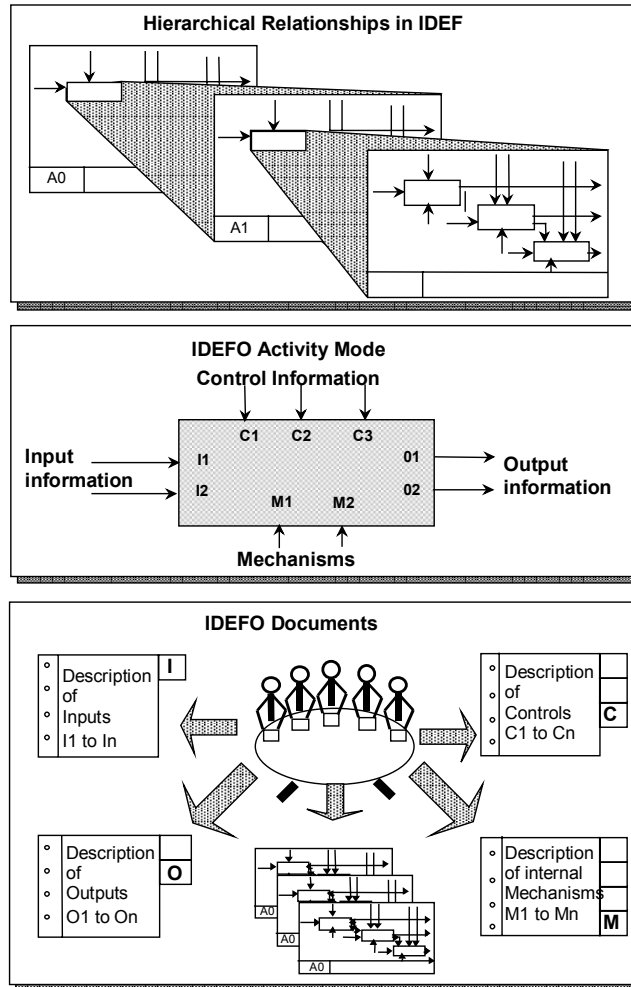 Hierarchical Relationships in IDEF
A0
A1
IDEFO Activity Mode
Control Information
C1 C2 C3
Input
information
I1
I2
01
02
Output
information
M1 M2
Mechanisms
IDEFO Documents
Description
of
Inputs
I1 to In
I
Description
of
Controls
C1 to Cn
C
Description
of
Outputs
O1 to On
O
A0
A0
A0
Description
of internal
Mechanisms
M1 to Mn
M